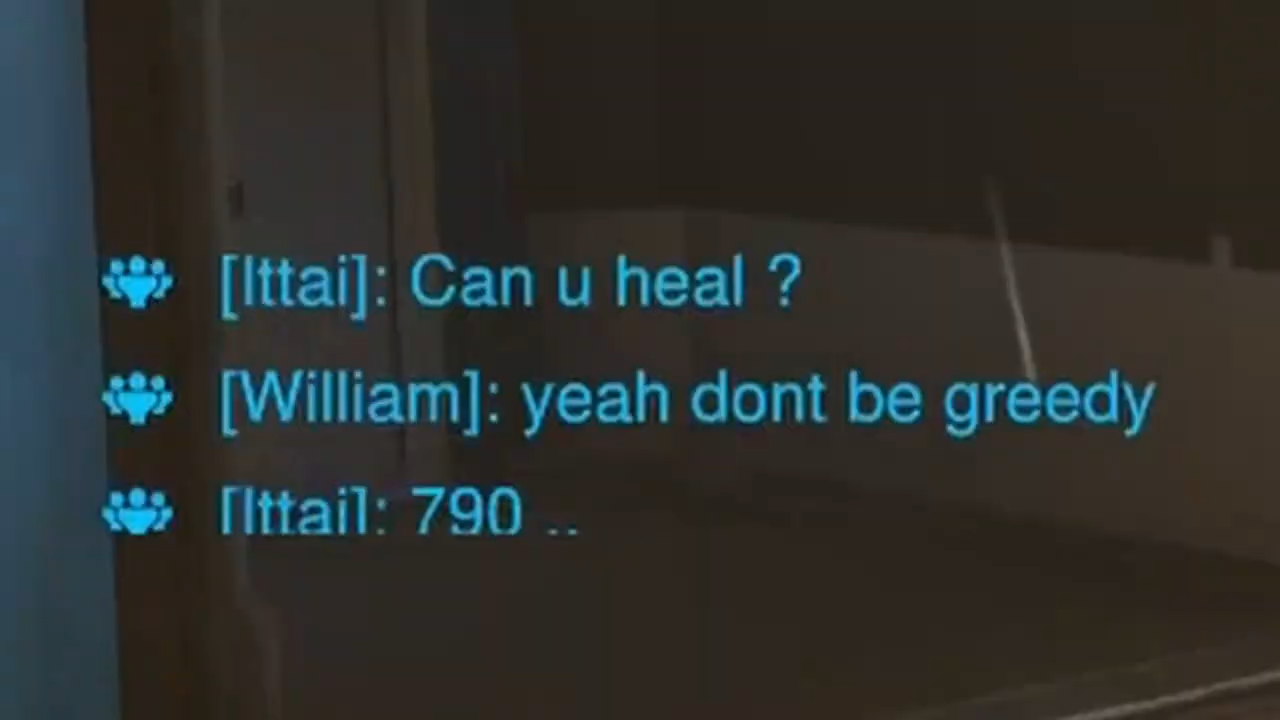 [Ittai]: Can u heal ?
[William]: yeah dont be greedy
[Ittai]: 790 ..